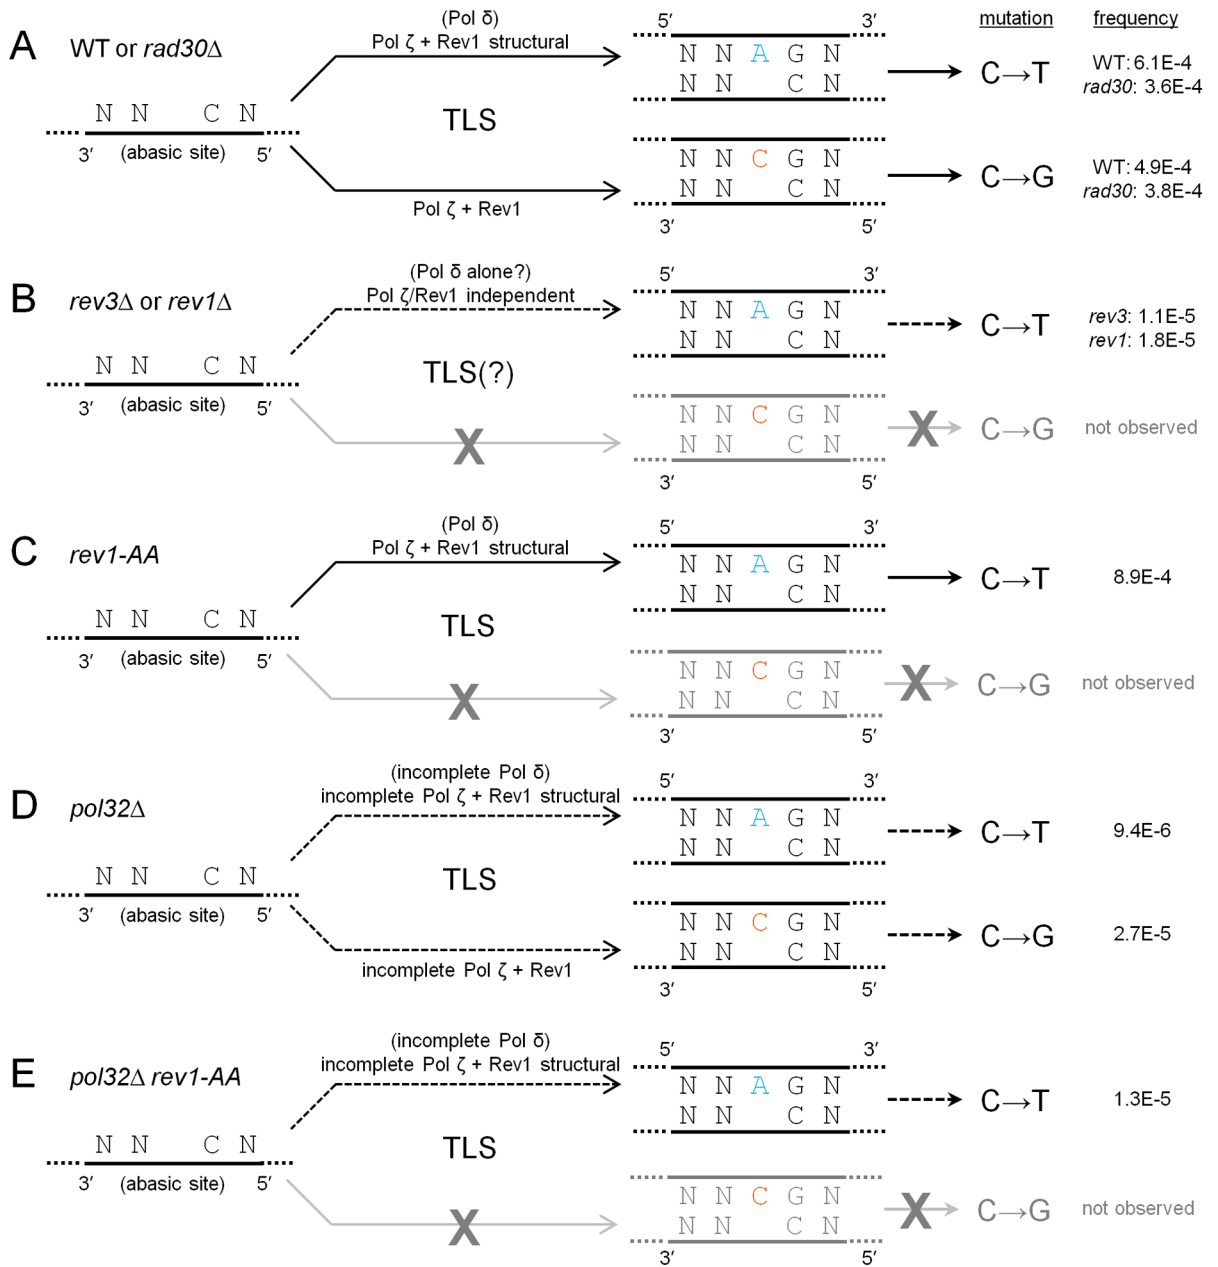 mutation frequency
A WT or rad30Δ
(Pol δ)
Pol ζ + Rev1 structural
5′ 3′
N N A G N
N N C N
C→T
WT: 6.1E-4
rad30: 3.6E-4
N N C N
3′ (abasic site) 5′
TLS
Pol ζ + Rev1
N N C G N
N N C N
3′ 5′
C→G
WT: 4.9E-4
rad30: 3.8E-4
B rev3Δ or rev1Δ
(Pol δ alone?)
Pol ζ/Rev1 independent
5′ 3′
N N A G N
N N C N
C→T
rev3: 1.1E-5
rev1: 1.8E-5
N N C N
3′ (abasic site) 5′
TLS(?)
X
N N C G N
N N C N
3′ 5′
X
C→G
not observed
C rev1-AA
(Pol δ)
Pol ζ + Rev1 structural
5′ 3′
N N A G N
N N C N
C→T
8.9E-4
N N C N
3′ (abasic site) 5′
TLS
X
N N C G N
N N C N
3′ 5′
X
C→G
not observed
D pol32Δ
(incomplete Pol δ)
incomplete Pol ζ + Rev1 structural
5′ 3′
N N A G N
N N C N
C→T
9.4E-6
N N C N
3′ (abasic site) 5′
TLS
incomplete Pol ζ + Rev1
N N C G N
N N C N
3′ 5′
C→G
2.7E-5
E pol32Δ rev1-AA
(incomplete Pol δ)
incomplete Pol ζ + Rev1 structural
5′ 3′
N N A G N
N N C N
C→T
1.3E-5
N N C N
3′ (abasic site) 5′
TLS
X
N N C G N
N N C N
3′ 5′
X
C→G
not observed